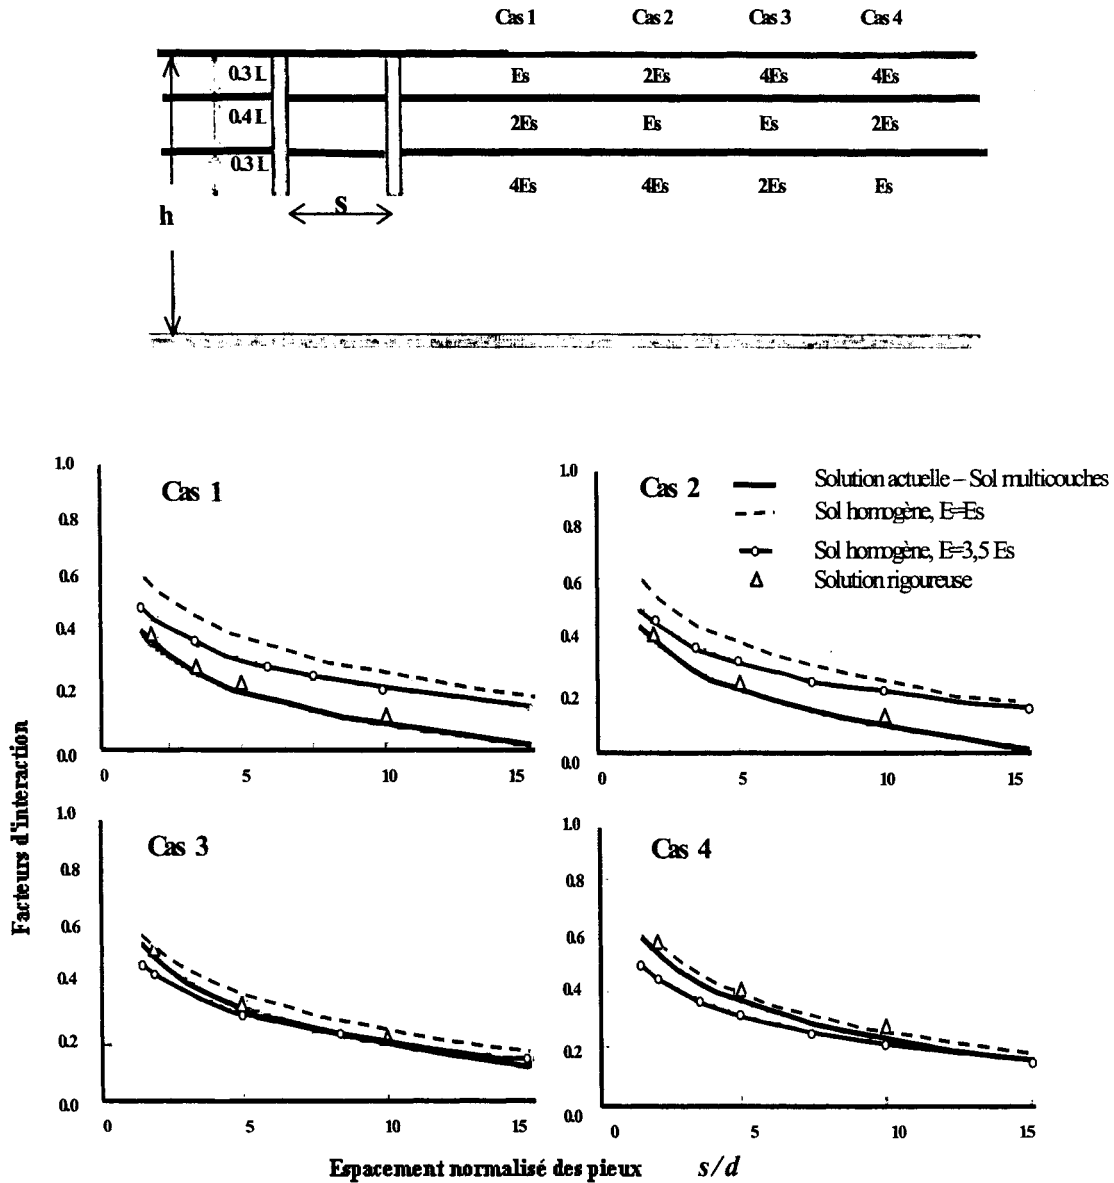 Cas 1 Cas 2 Cas 3 Cas 4
0.3 L Es 2Es 4Es 4Es
0.4 L 2Es Es Es 2Es
0.3 L 4Es 4Es 2Es Es
s
h
Cas 1
1.0
0.8
0.6
0.4
0.2
0.0
0 5 10 15
Cas 2
1.0
0.8
0.6
0.4
0.2
0.0
0 5 10 15
Solution actuelle – Sol multicouches
Sol homogène, E=Es
Sol homogène, E=3,5 Es
Solution rigoureuse
Cas 3
1.0
0.8
0.6
0.4
0.2
0.0
0 5 10 15
Cas 4
1.0
0.8
0.6
0.4
0.2
0.0
0 5 10 15
Facteurs d'interaction
Espacement normalisé des pieux s/d